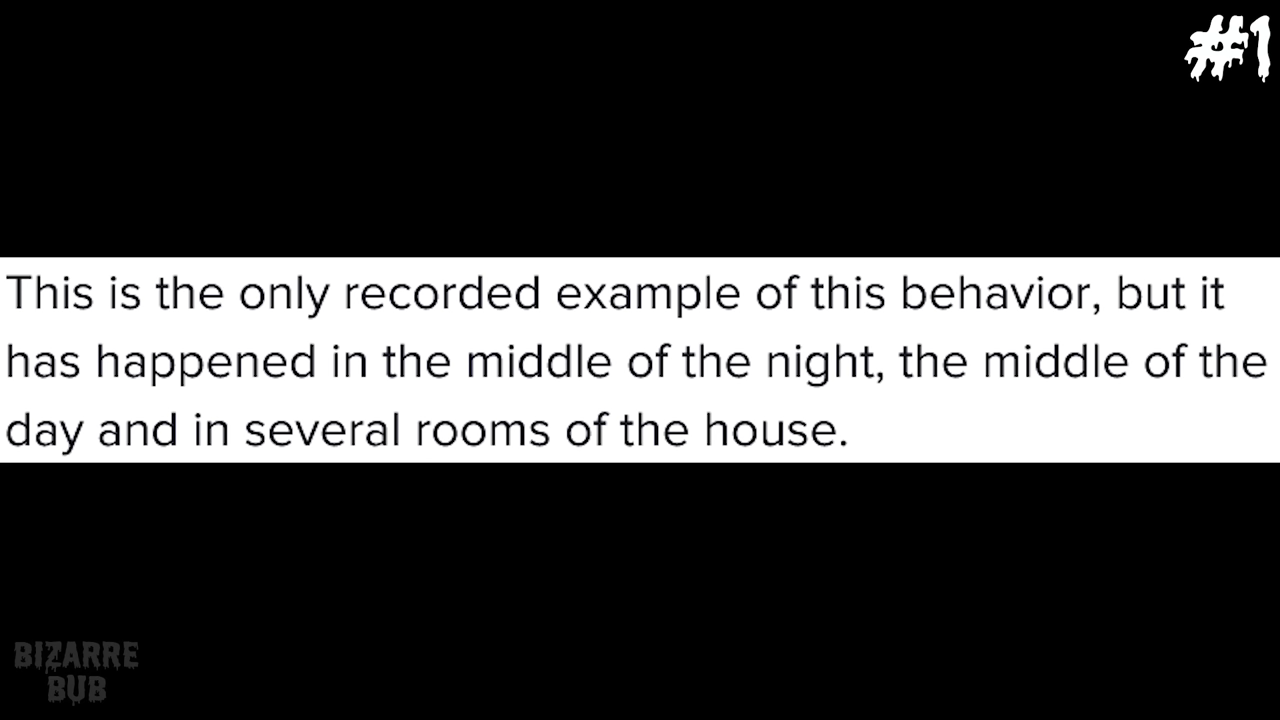 #1
This is the only recorded example of this behavior, but it
has happened in the middle of the night, the middle of the
day and in several rooms of the house.
BIZARRE
BUB